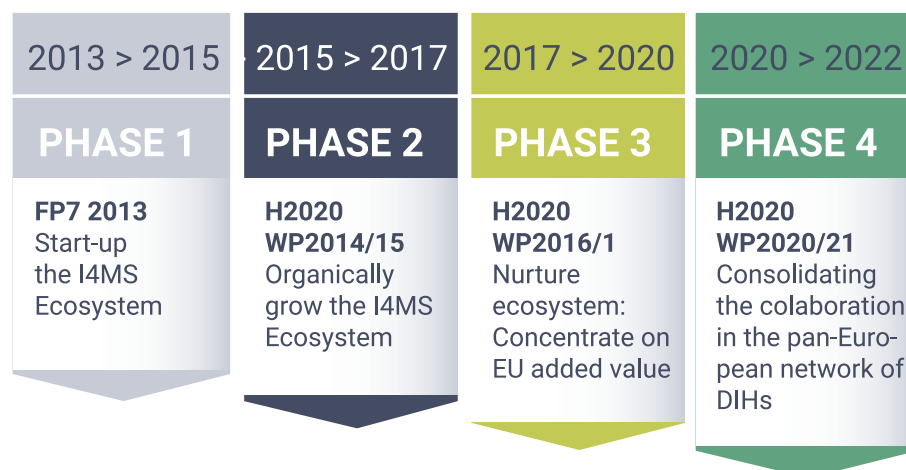 2013 > 2015
2015 > 2017
2017 > 2020
2020 > 2022
PHASE 1
PHASE 2
PHASE 3
PHASE 4
FP7 2013
Start-up
the I4MS
Ecosystem
H2020
WP2014/15
Organically
grow the I4MS
Ecosystem
H2020
WP2016/1
Nurture
ecosystem:
Concentrate on
EU added value
H2020
WP2020/21
Consolidating
the colaboration
in the pan-Euro-
pean network of
DIHs